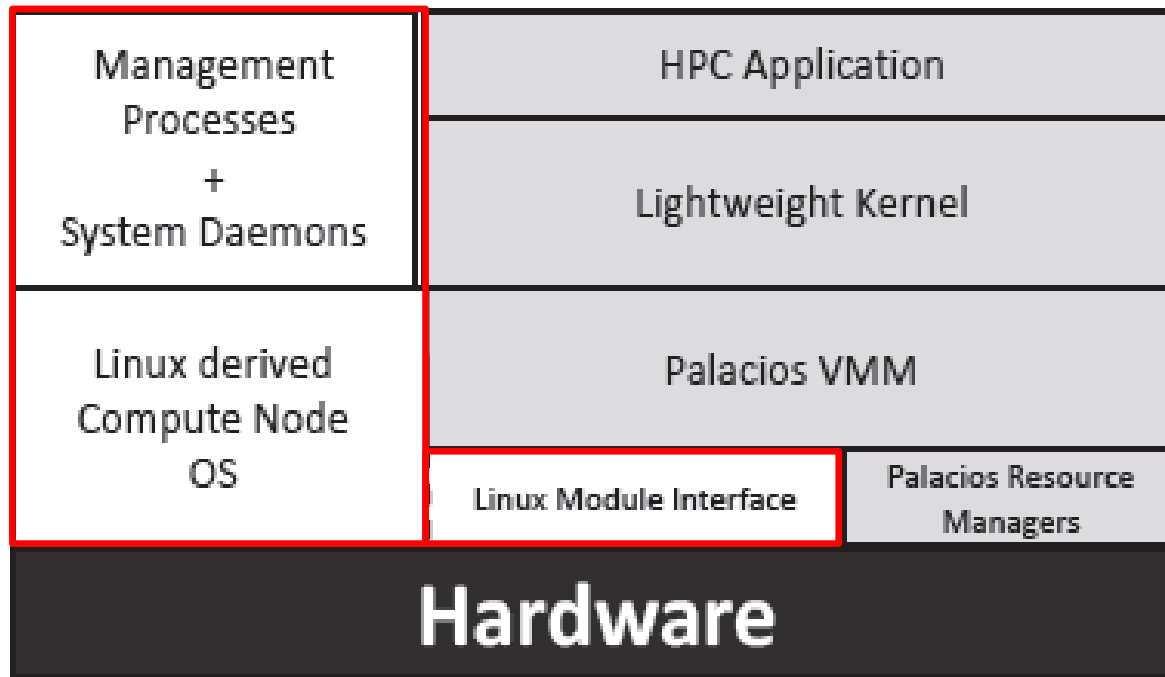 Management
Processes
+
System Daemons
HPC Application
Lightweight Kernel
Linux derived
Compute Node
OS
Palacios VMM
Linux Module Interface
Palacios Resource
Managers
Hardware